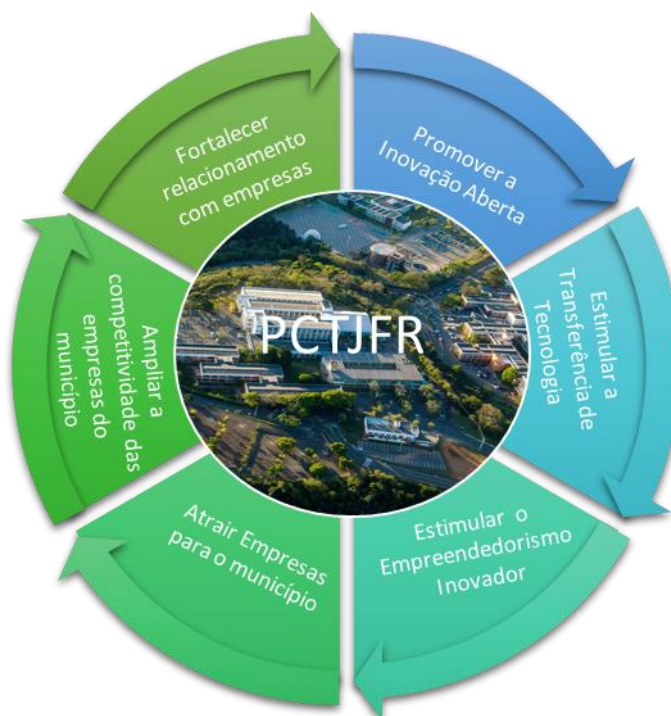 PCTJFR
Promover a
Inovação Aberta
Estimular a
Transferência de
Tecnologia
Estimular o
Empreendedorismo
Inovador
Atrair Empresas
para o município
Ampliar a
competitividade das
empresas do
município
Fortalecer
relacionamento
com empresas